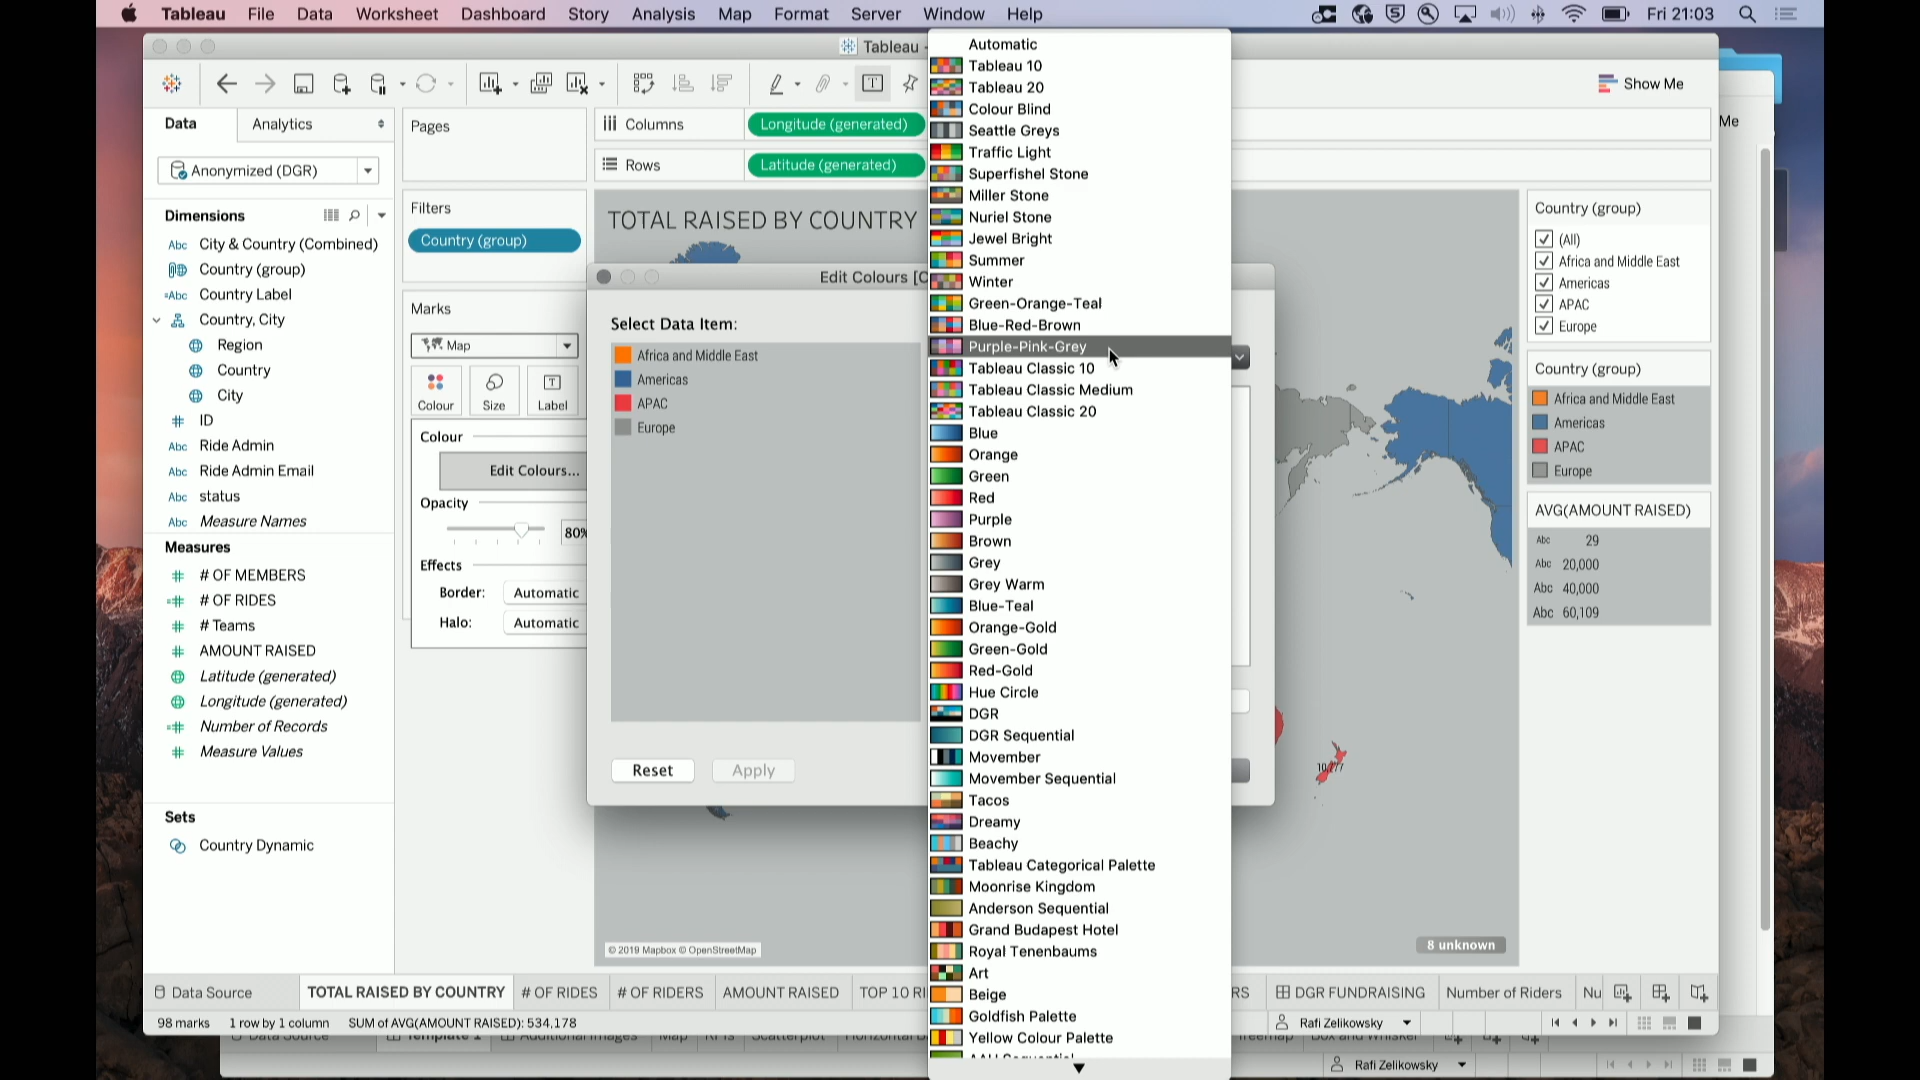 Tableau File Data Worksheet Dashboard Story Analysis Map Format Server Window Help Fri 21:03
Tableau -
Show Me
Me
Data
Analytics
Anonymized (DGR)
Dimensions
Abc City & Country (Combined)
Country (group)
=Abc Country Label
Country, City
Region
Country
City
# ID
Abc Ride Admin
Abc Ride Admin Email
Abc status
Abc Measure Names
Measures
# # OF MEMBERS
=# # OF RIDES
# # Teams
# AMOUNT RAISED
Latitude (generated)
Longitude (generated)
=# Number of Records
# Measure Values
Sets
Country Dynamic
Pages
Filters
Country (group)
Marks
Map
Colour
Size
Label
Colour
Edit Colours...
Opacity
80%
Effects
Border: Automatic
Halo: Automatic
Columns
Longitude (generated)
Rows
Latitude (generated)
TOTAL RAISED BY COUNTRY
Edit Colours [C
Select Data Item:
Africa and Middle East
Americas
APAC
Europe
Reset
Apply
Automatic
Tableau 10
Tableau 20
Colour Blind
Seattle Greys
Traffic Light
Superfishel Stone
Miller Stone
Nuriel Stone
Jewel Bright
Summer
Winter
Green-Orange-Teal
Blue-Red-Brown
Purple-Pink-Grey
Tableau Classic 10
Tableau Classic Medium
Tableau Classic 20
Blue
Orange
Green
Red
Purple
Brown
Grey
Grey Warm
Blue-Teal
Orange-Gold
Green-Gold
Red-Gold
Hue Circle
DGR
DGR Sequential
Movember
Movember Sequential
Tacos
Dreamy
Beachy
Tableau Categorical Palette
Moonrise Kingdom
Anderson Sequential
Grand Budapest Hotel
Royal Tenenbaums
Art
Beige
Goldfish Palette
Yellow Colour Palette
© 2019 Mapbox © OpenStreetMap
8 unknown
Country (group)
(All)
Africa and Middle East
Americas
APAC
Europe
Country (group)
Africa and Middle East
Americas
APAC
Europe
AVG(AMOUNT RAISED)
Abc 29
Abc 20,000
Abc 40,000
Abc 60,109
Data Source
TOTAL RAISED BY COUNTRY
# OF RIDES
# OF RIDERS
AMOUNT RAISED
TOP 10 RI
RS
DGR FUNDRAISING
Number of Riders
Nu
98 marks 1 row by 1 column SUM of AVG(AMOUNT RAISED): 534,178
Rafi Zelikowsky
Rafi Zelikowsky